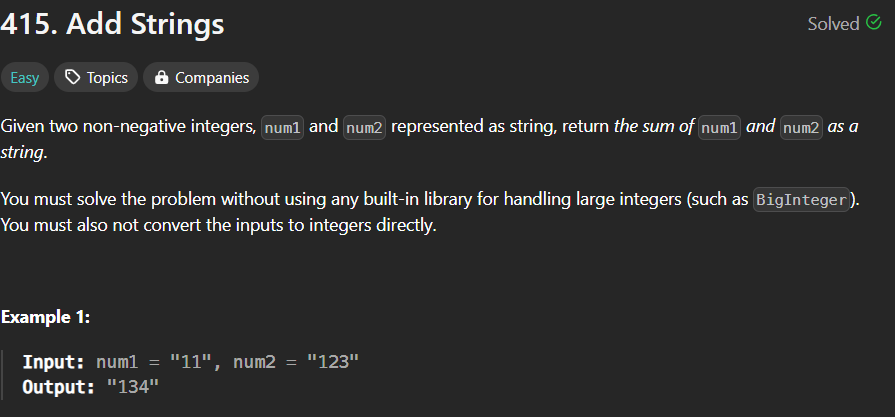 415. Add Strings
Solved
Easy
Topics
Companies
Given two non-negative integers, num1 and num2 represented as string, return the sum of num1 and num2 as a
string.
You must solve the problem without using any built-in library for handling large integers (such as BigInteger).
You must also not convert the inputs to integers directly.
Example 1:
Input: num1 = "11", num2 = "123"
Output: "134"